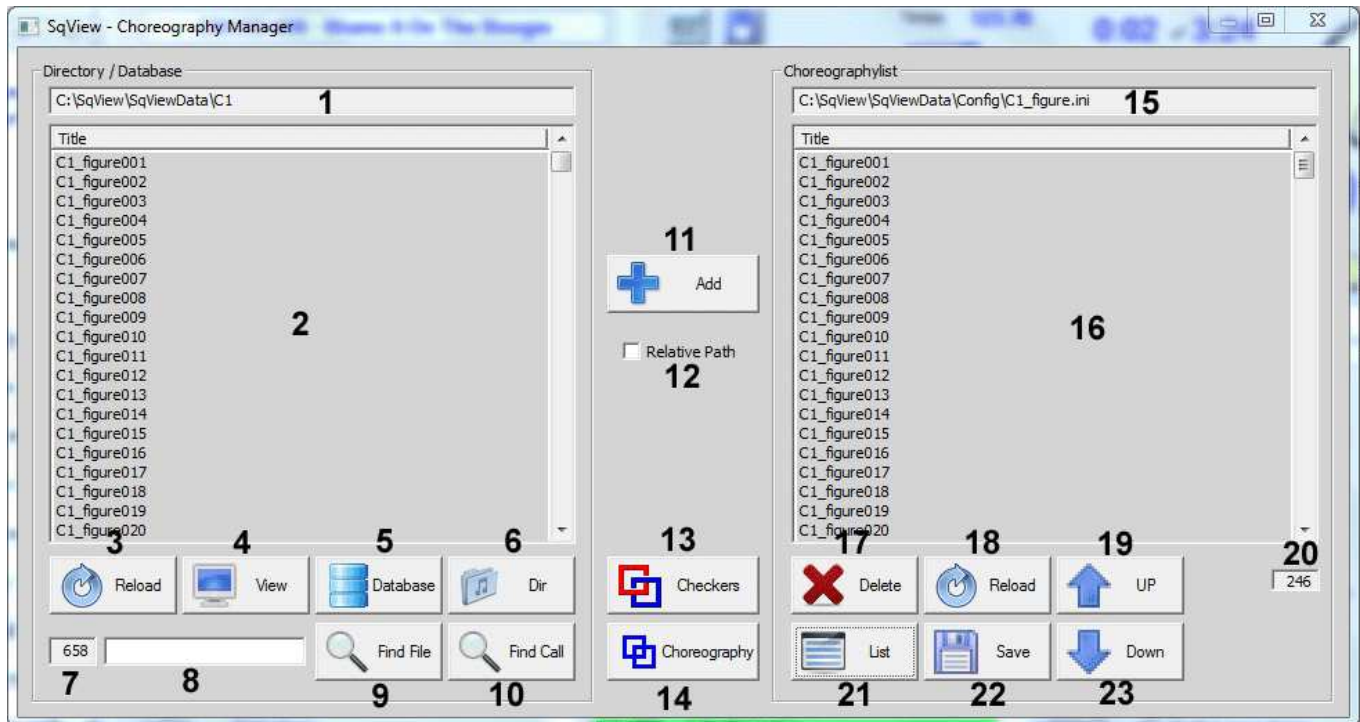 SqView - Choreography Manager
Directory / Database
C:\SqView\SqViewData\C1
1
Title
C1_figure001
C1_figure002
C1_figure003
C1_figure004
C1_figure005
C1_figure006
C1_figure007
C1_figure008
C1_figure009
C1_figure010
C1_figure011
C1_figure012
C1_figure013
C1_figure014
C1_figure015
C1_figure016
C1_figure017
C1_figure018
C1_figure019
C1_figure020
2
3 4 5 6
Reload View Database Dir
658 Find File Find Call
7 8 9 10
11
Add
Relative Path
12
13
Checkers
Choreography
14
Choreographylist
C:\SqView\SqViewData\Config\C1_figure.ini 15
Title
C1_figure001
C1_figure002
C1_figure003
C1_figure004
C1_figure005
C1_figure006
C1_figure007
C1_figure008
C1_figure009
C1_figure010
C1_figure011
C1_figure012
C1_figure013
C1_figure014
C1_figure015
C1_figure016
C1_figure017
C1_figure018
C1_figure019
C1_figure020
16
17 18 19 20
Delete Reload UP 246
List Save Down
21 22 23